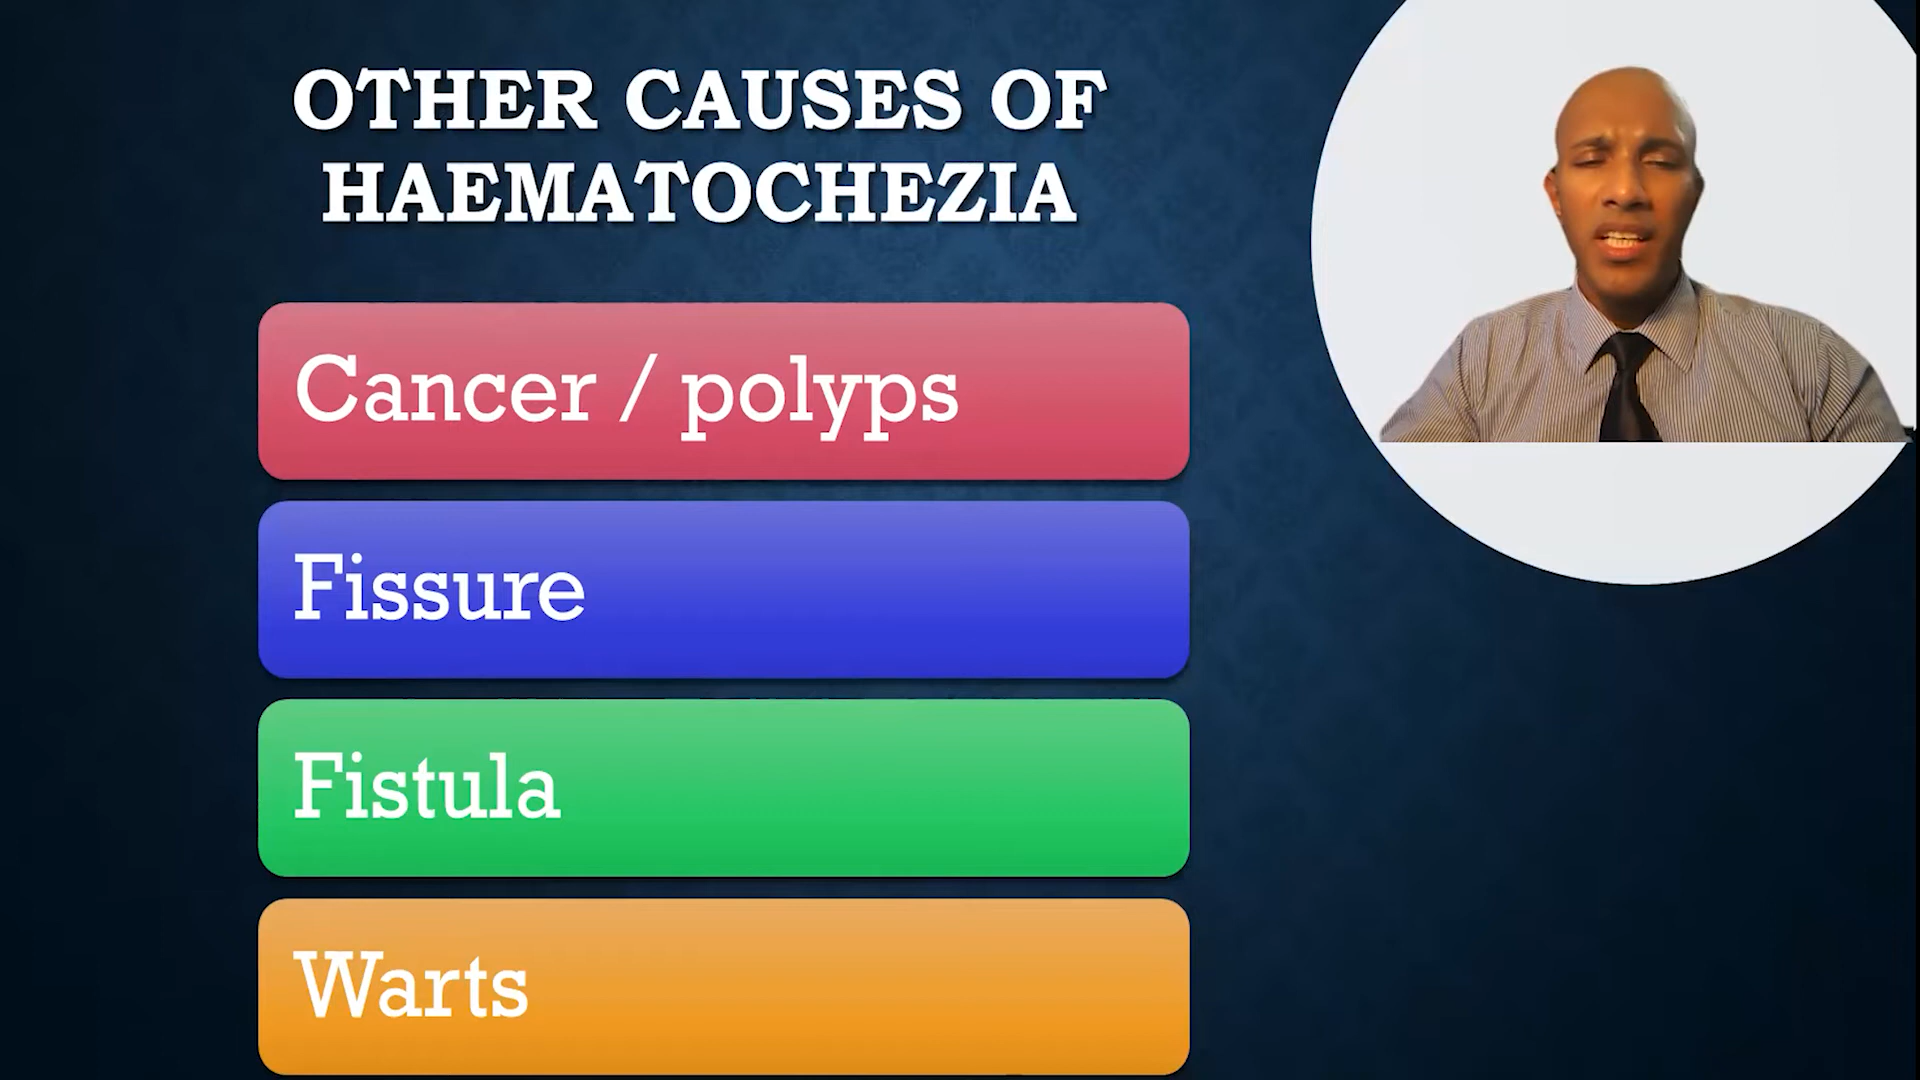 OTHER CAUSES OF
HAEMATOCHEZIA
Cancer / polyps
Fissure
Fistula
Warts